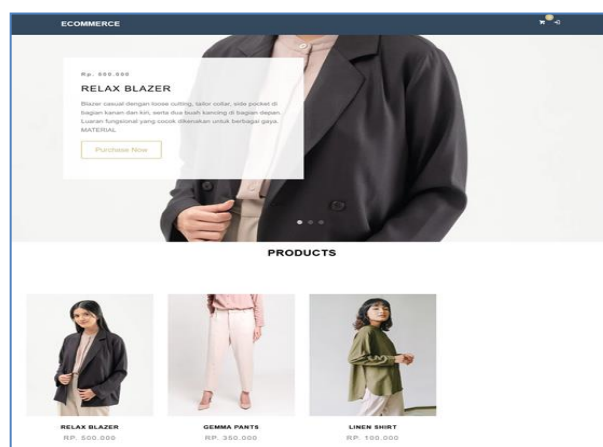 ECOMMERCE
Rp. 500.000
RELAX BLAZER
Blazer casual dengan loose cutting, tailor collar, side pocket di
bagian kanan dan kiri, serta dua buah kancing di bagian depan.
Luaran fungsional yang cocok dikenakan untuk berbagai gaya.
MATERIAL
Purchase Now
PRODUCTS
RELAX BLAZER
RP. 500.000
GEMMA PANTS
RP. 350.000
LINEN SHIRT
RP. 100.000